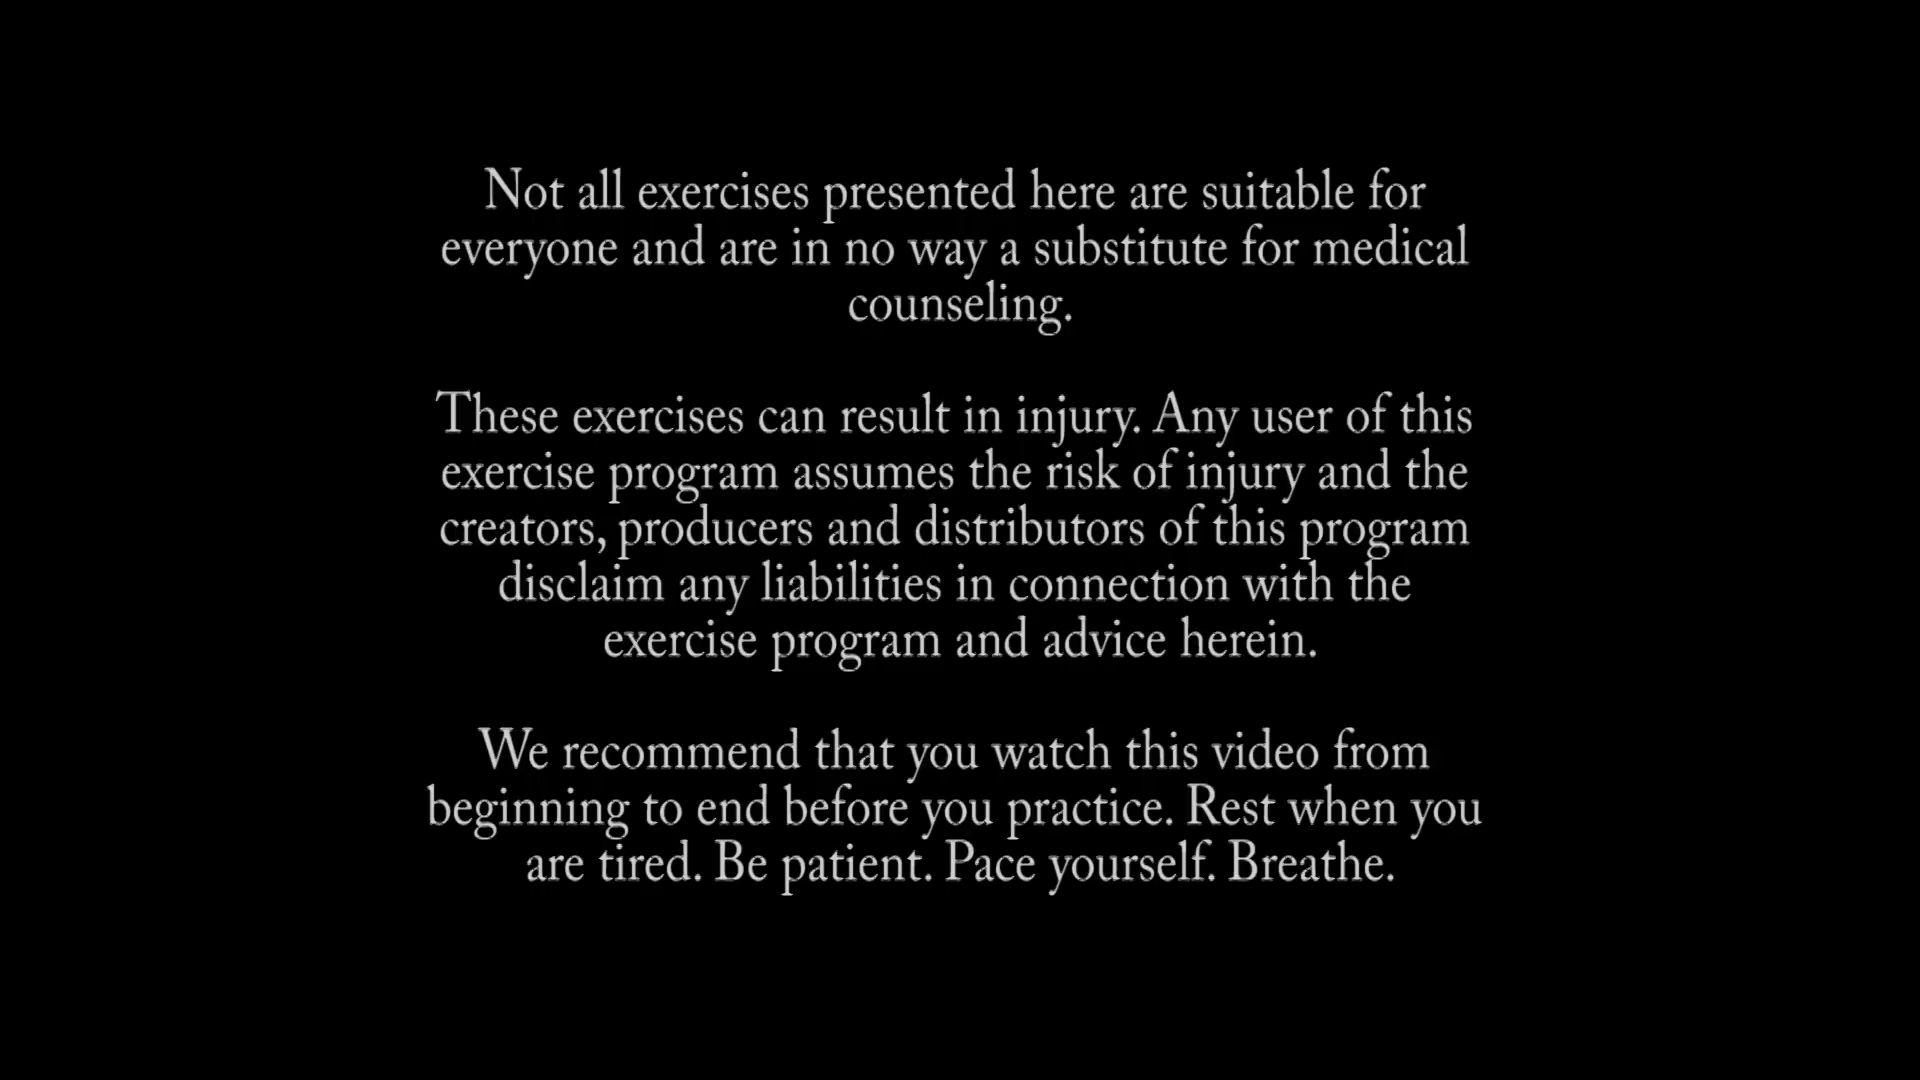 Not all exercises presented here are suitable for
everyone and are in no way a substitute for medical
counseling.
These exercises can result in injury. Any user of this
exercise program assumes the risk of injury and the
creators, producers and distributors of this program
disclaim any liabilities in connection with the
exercise program and advice herein.
We recommend that you watch this video from
beginning to end before you practice. Rest when you
are tired. Be patient. Pace yourself. Breathe.